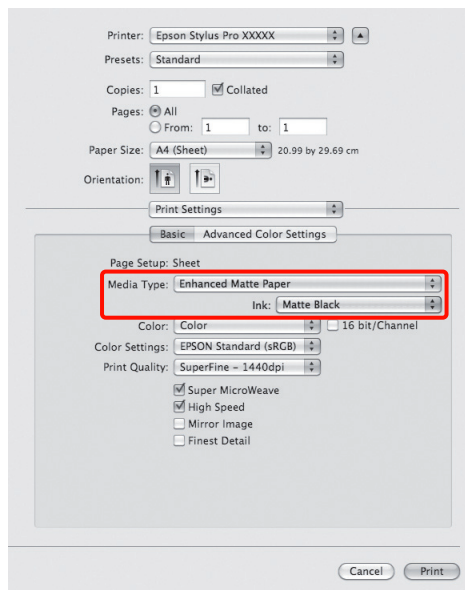 Printer: Epson Stylus Pro XXXXX
Presets: Standard
Copies: 1 Collated
Pages: All
From: 1 to: 1
Paper Size: A4 (Sheet) 20.99 by 29.69 cm
Orientation:
Print Settings
Basic Advanced Color Settings
Page Setup: Sheet
Media Type: Enhanced Matte Paper
Ink: Matte Black
Color: Color 16 bit/Channel
Color Settings: EPSON Standard (sRGB)
Print Quality: SuperFine – 1440dpi
Super MicroWeave
High Speed
Mirror Image
Finest Detail
Cancel Print